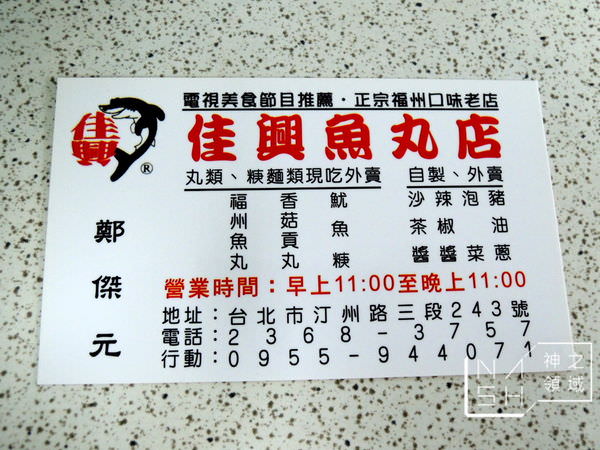 電視美食節目推薦．正宗福州口味老店
佳興
®
佳興魚丸店
丸類、粳麵類現吃外賣
自製、外賣
福州魚丸
香菇貢丸
魷魚粳
沙茶醬
辣椒醬
泡菜
豬油蔥
鄭傑元
營業時間：早上11:00至晚上11:00
地址：台北市汀州路三段243號
電話：2368-3757
行動：0955-944071
NASH 神之領域